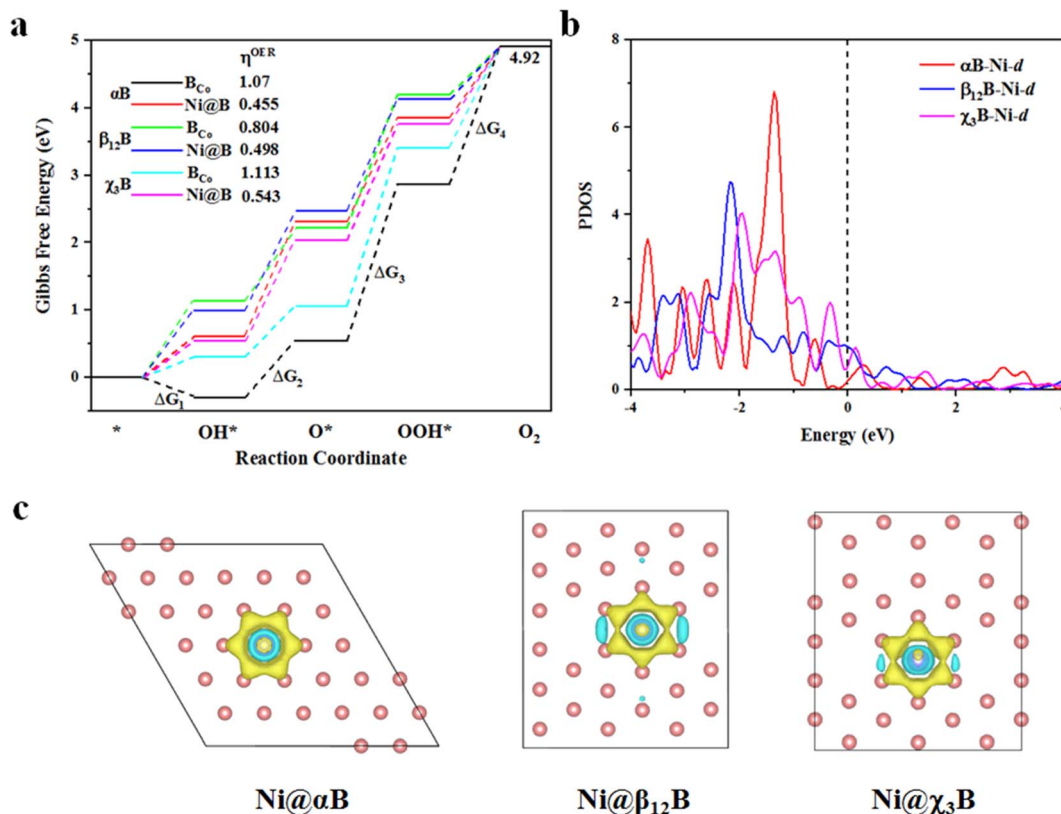 a
Gibbs Free Energy (eV)
5
4
3
2
1
0
η^OER
αB
B_Co 1.07
Ni@B 0.455
β₁₂B
B_Co 0.804
Ni@B 0.498
χ₃B
B_Co 1.113
Ni@B 0.543
ΔG₁
ΔG₂
ΔG₃
ΔG₄
4.92
* OH* O* OOH* O₂
Reaction Coordinate
b
PDOS
8
6
4
2
0
αB-Ni-d
β₁₂B-Ni-d
χ₃B-Ni-d
-4 -2 0 2 4
Energy (eV)
c
Ni@αB Ni@β₁₂B Ni@χ₃B